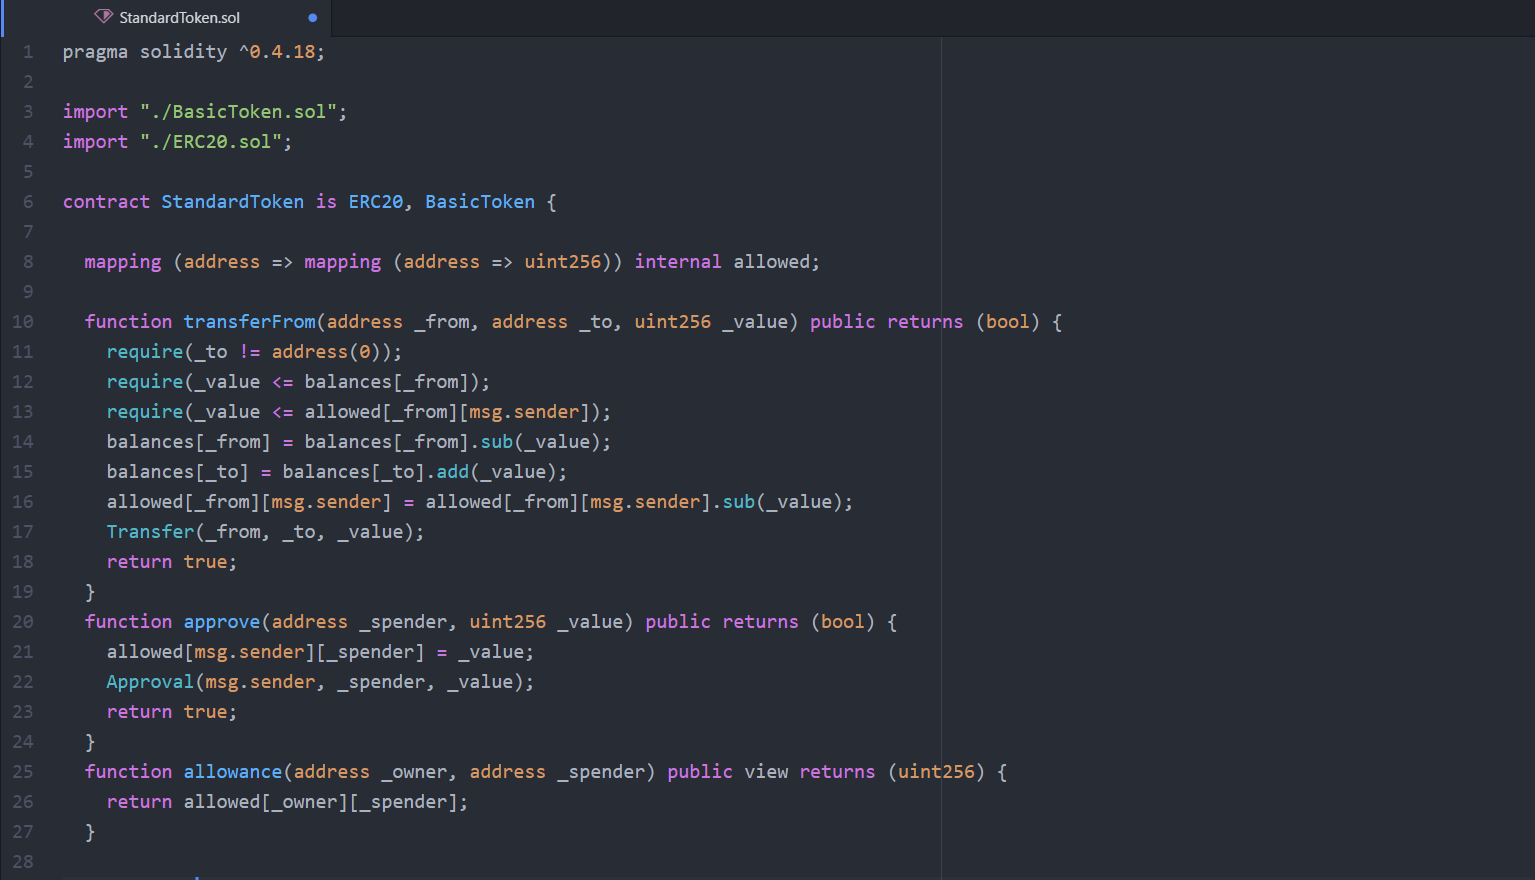 StandardToken.sol
1 pragma solidity ^0.4.18;
2
3 import "./BasicToken.sol";
4 import "./ERC20.sol";
5
6 contract StandardToken is ERC20, BasicToken {
7
8   mapping (address => mapping (address => uint256)) internal allowed;
9
10   function transferFrom(address _from, address _to, uint256 _value) public returns (bool) {
11     require(_to != address(0));
12     require(_value <= balances[_from]);
13     require(_value <= allowed[_from][msg.sender]);
14     balances[_from] = balances[_from].sub(_value);
15     balances[_to] = balances[_to].add(_value);
16     allowed[_from][msg.sender] = allowed[_from][msg.sender].sub(_value);
17     Transfer(_from, _to, _value);
18     return true;
19   }
20   function approve(address _spender, uint256 _value) public returns (bool) {
21     allowed[msg.sender][_spender] = _value;
22     Approval(msg.sender, _spender, _value);
23     return true;
24   }
25   function allowance(address _owner, address _spender) public view returns (uint256) {
26     return allowed[_owner][_spender];
27   }
28